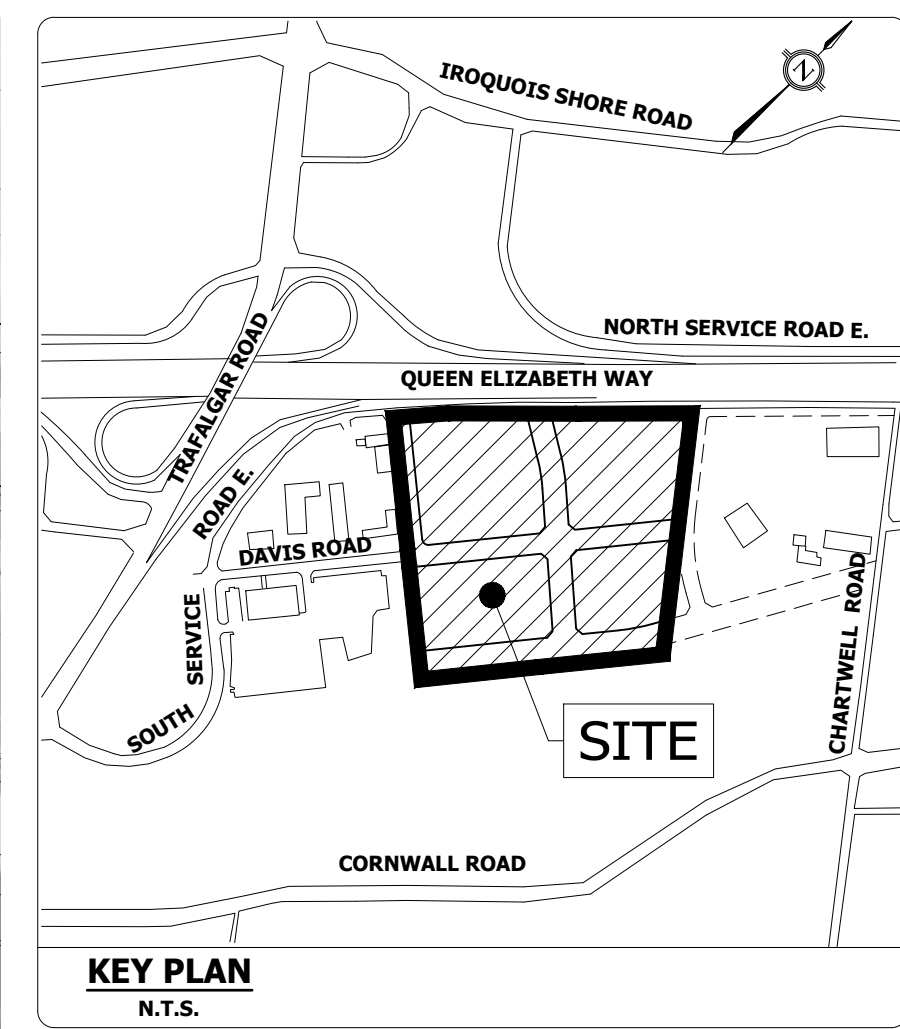 N
IROQUOIS SHORE ROAD
NORTH SERVICE ROAD E.
QUEEN ELIZABETH WAY
TRAFALGAR ROAD
SOUTH SERVICE ROAD E.
DAVIS ROAD
CHARTWELL ROAD
SITE
CORNWALL ROAD
KEY PLAN
N.T.S.